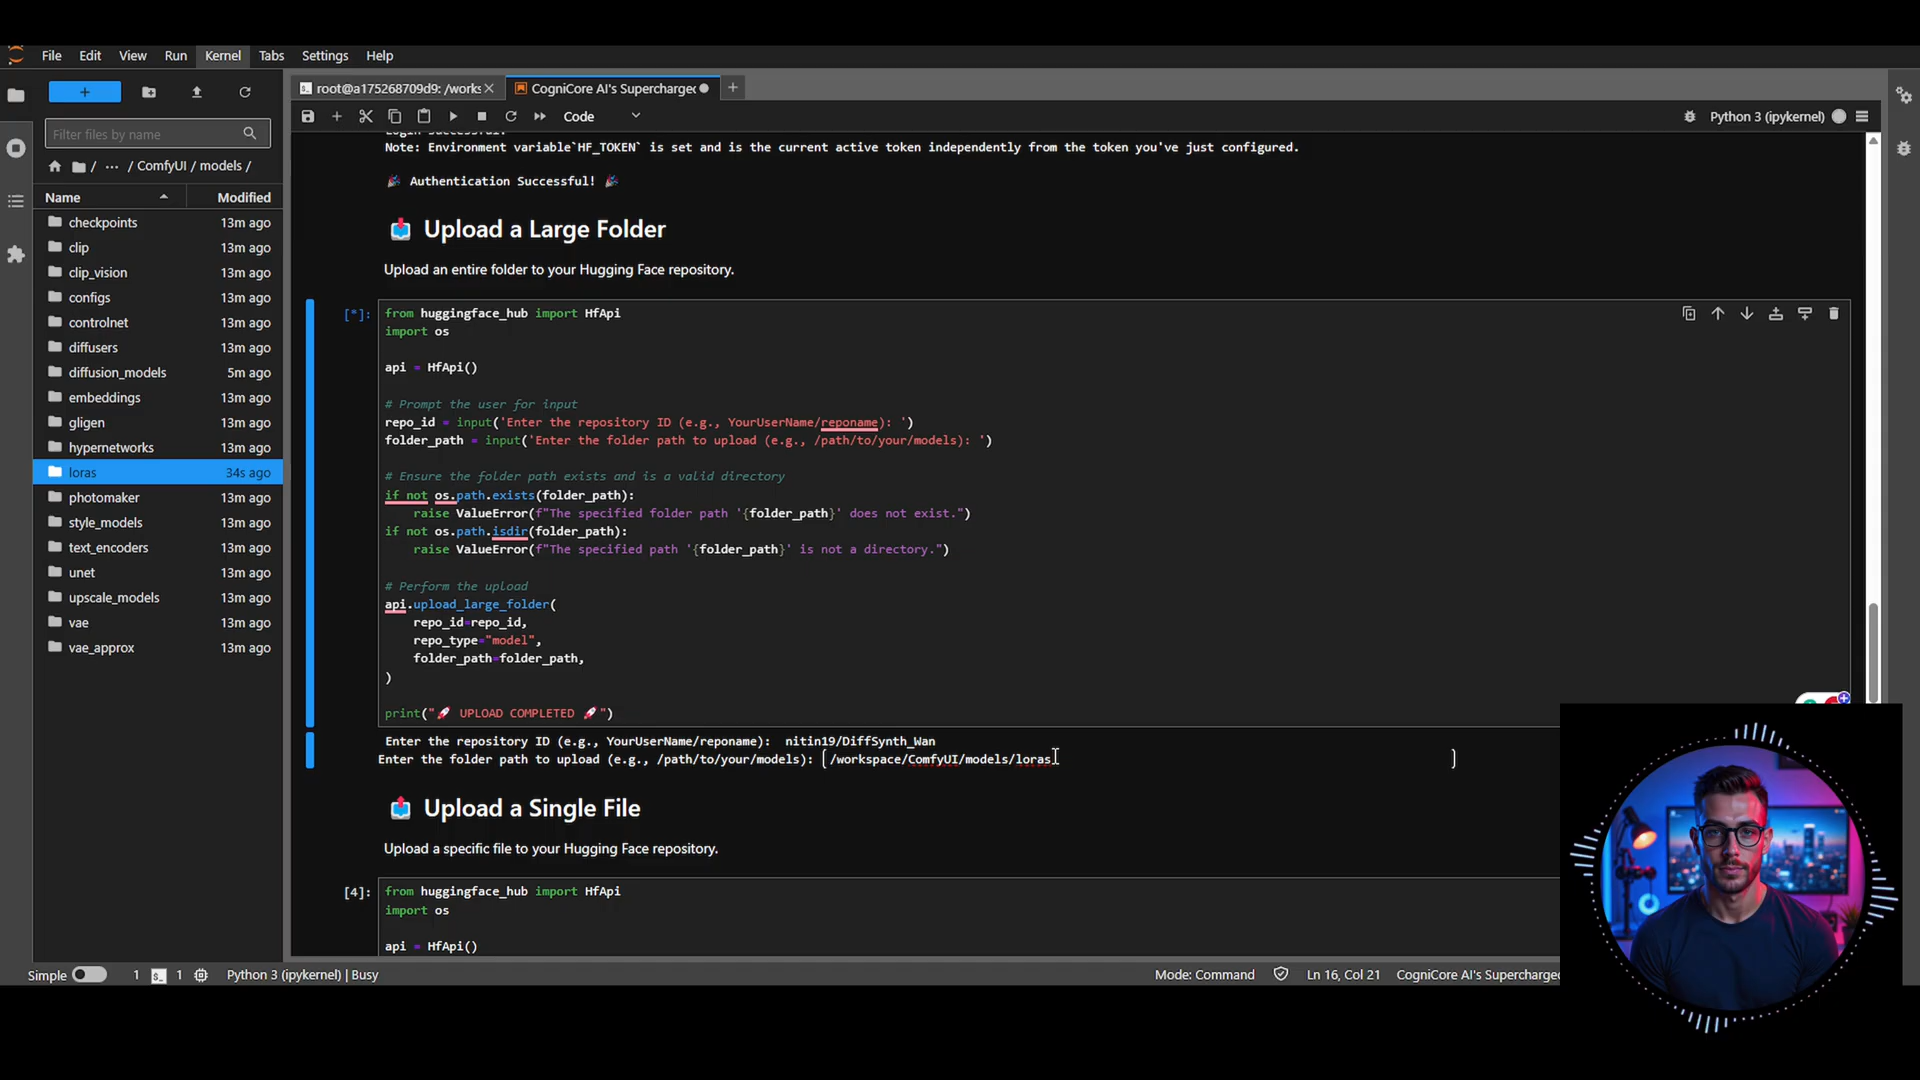 File Edit View Run Kernel Tabs Settings Help
root@a175268709d9: /works
CogniCore AI's Supercharged
Filter files by name
Code
Python 3 (ipykernel)
/ ··· / ComfyUI / models /
Name Modified
checkpoints 13m ago
clip 13m ago
clip_vision 13m ago
configs 13m ago
controlnet 13m ago
diffusers 13m ago
diffusion_models 5m ago
embeddings 13m ago
gligen 13m ago
hypernetworks 13m ago
loras 34s ago
photomaker 13m ago
style_models 13m ago
text_encoders 13m ago
unet 13m ago
upscale_models 13m ago
vae 13m ago
vae_approx 13m ago
Login successful.
Note: Environment variable`HF_TOKEN` is set and is the current active token independently from the token you've just configured.
🎉 Authentication Successful! 🎉
📥 Upload a Large Folder
Upload an entire folder to your Hugging Face repository.
[*]:
from huggingface_hub import HfApi
import os
api = HfApi()
# Prompt the user for input
repo_id = input('Enter the repository ID (e.g., YourUserName/reponame): ')
folder_path = input('Enter the folder path to upload (e.g., /path/to/your/models): ')
# Ensure the folder path exists and is a valid directory
if not os.path.exists(folder_path):
    raise ValueError(f"The specified folder path '{folder_path}' does not exist.")
if not os.path.isdir(folder_path):
    raise ValueError(f"The specified path '{folder_path}' is not a directory.")
# Perform the upload
api.upload_large_folder(
    repo_id=repo_id,
    repo_type="model",
    folder_path=folder_path,
)
print("🚀 UPLOAD COMPLETED 🚀")
Enter the repository ID (e.g., YourUserName/reponame):  nitin19/DiffSynth_Wan
Enter the folder path to upload (e.g., /path/to/your/models): /workspace/ComfyUI/models/loras
📤 Upload a Single File
Upload a specific file to your Hugging Face repository.
[4]:
from huggingface_hub import HfApi
import os
api = HfApi()
Simple 1 $_ 1 Python 3 (ipykernel) | Busy
Mode: Command Ln 16, Col 21 CogniCore AI's Supercharged